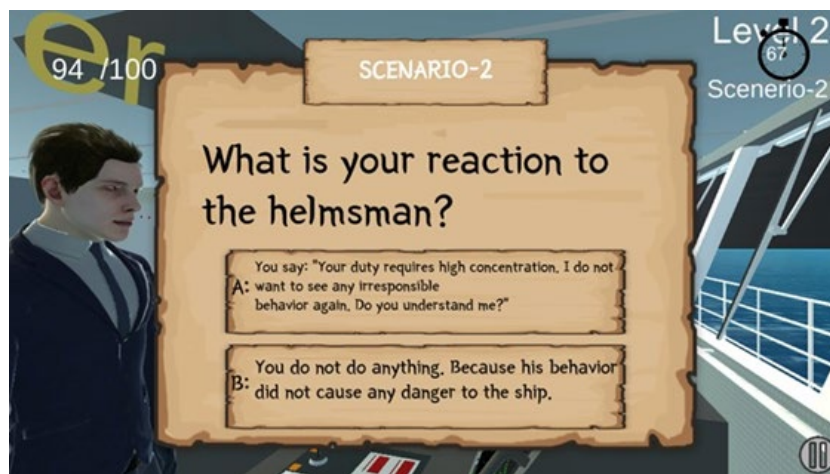 er
94 /100
SCENARIO-2
Level 2
67
Scenerio-2
What is your reaction to
the helmsman?
You say: "Your duty requires high concentration. I do not
A: want to see any irresponsible
behavior again. Do you understand me?"
You do not do anything. Because his behavior
B: did not cause any danger to the ship.